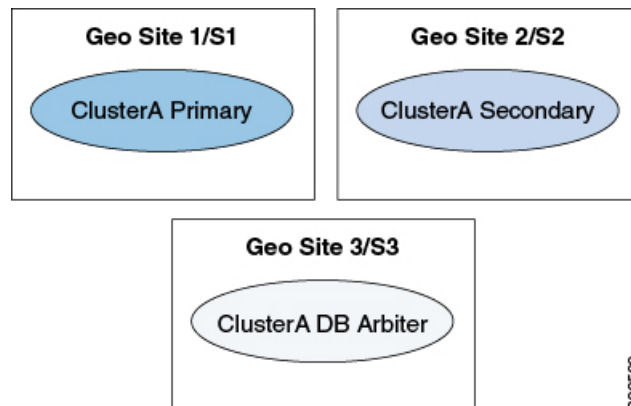 Geo Site 1/S1
ClusterA Primary
Geo Site 2/S2
ClusterA Secondary
Geo Site 3/S3
ClusterA DB Arbiter